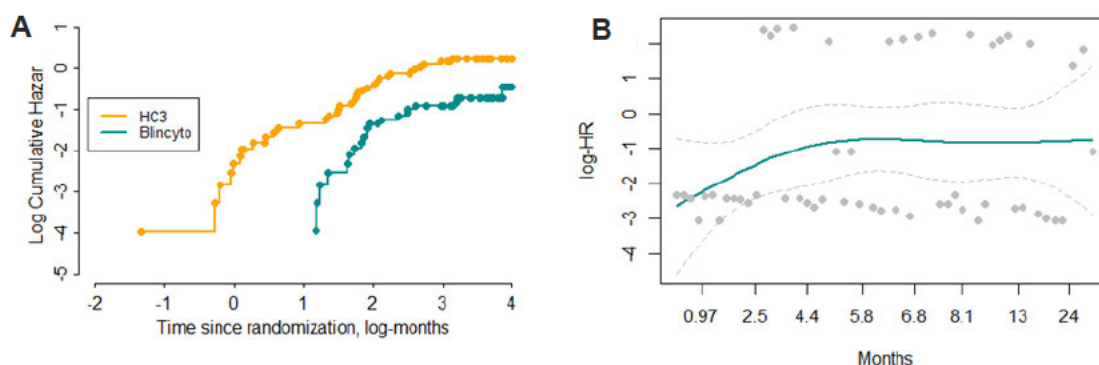 A
Log Cumulative Hazar
1
0
-1
-2
-3
-4
-5
HC3
Blincyto
-2 -1 0 1 2 3 4
Time since randomization, log-months
B
log-HR
1
0
-1
-2
-3
-4
0.97 2.5 4.4 5.8 6.8 8.1 13 24
Months